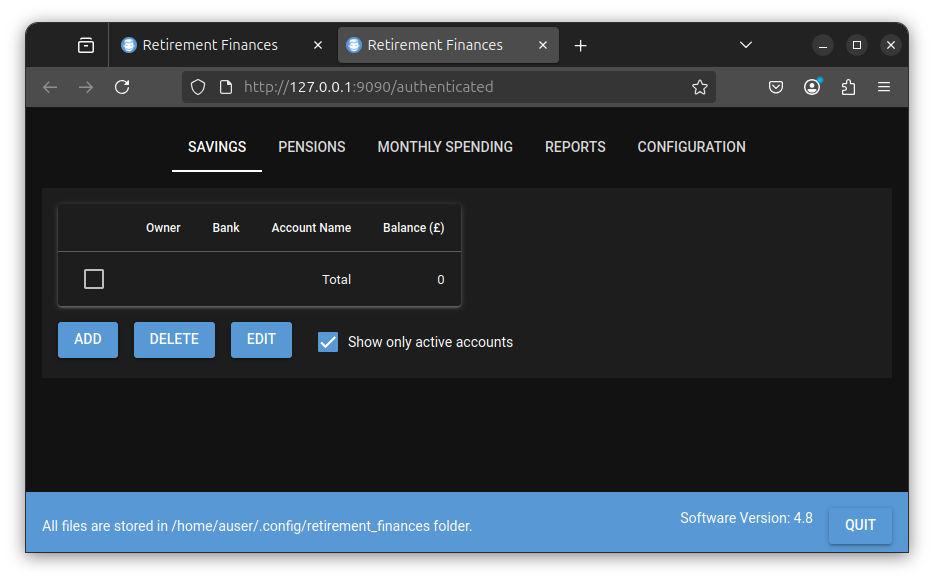 Retirement Finances
Retirement Finances
http://127.0.0.1:9090/authenticated
SAVINGS PENSIONS MONTHLY SPENDING REPORTS CONFIGURATION
Owner Bank Account Name Balance (£)
Total 0
ADD DELETE EDIT Show only active accounts
All files are stored in /home/auser/.config/retirement_finances folder.
Software Version: 4.8
QUIT